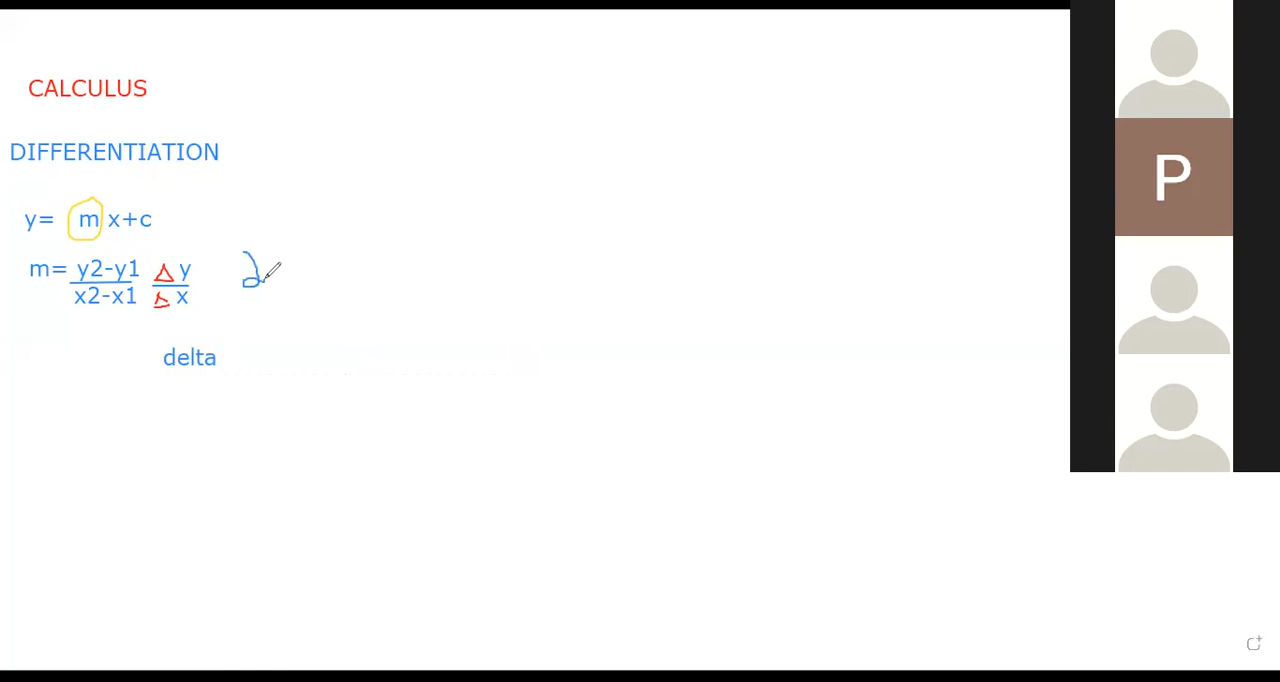 CALCULUS
DIFFERENTIATION
y= m x+c
m= y2-y1 Δ y
x2-x1 Δ x
delta
P